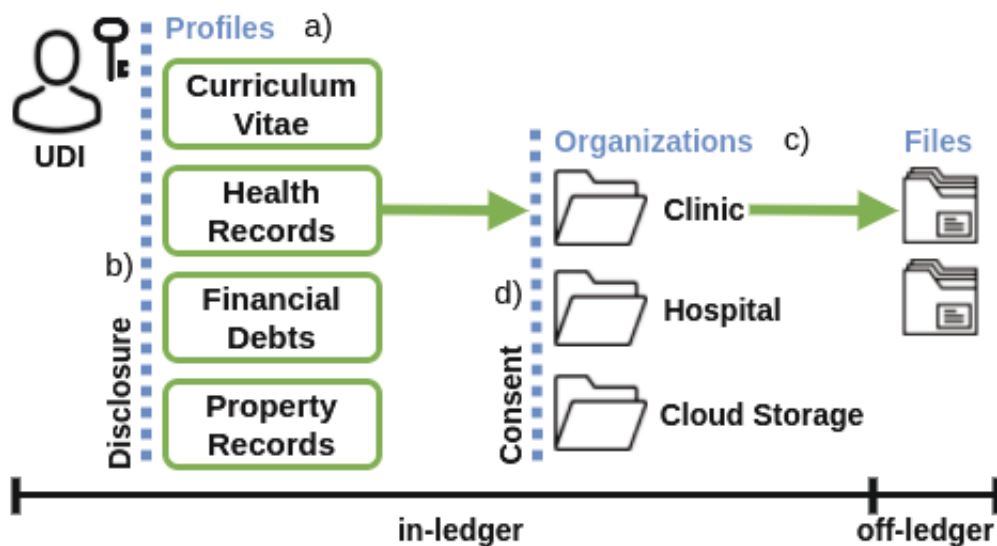 Profiles a)
UDI
Curriculum
Vitae
Health
Records
b)
Financial
Debts
Property
Records
Disclosure
Organizations c)
Clinic
d)
Hospital
Cloud Storage
Consent
Files
in-ledger
off-ledger